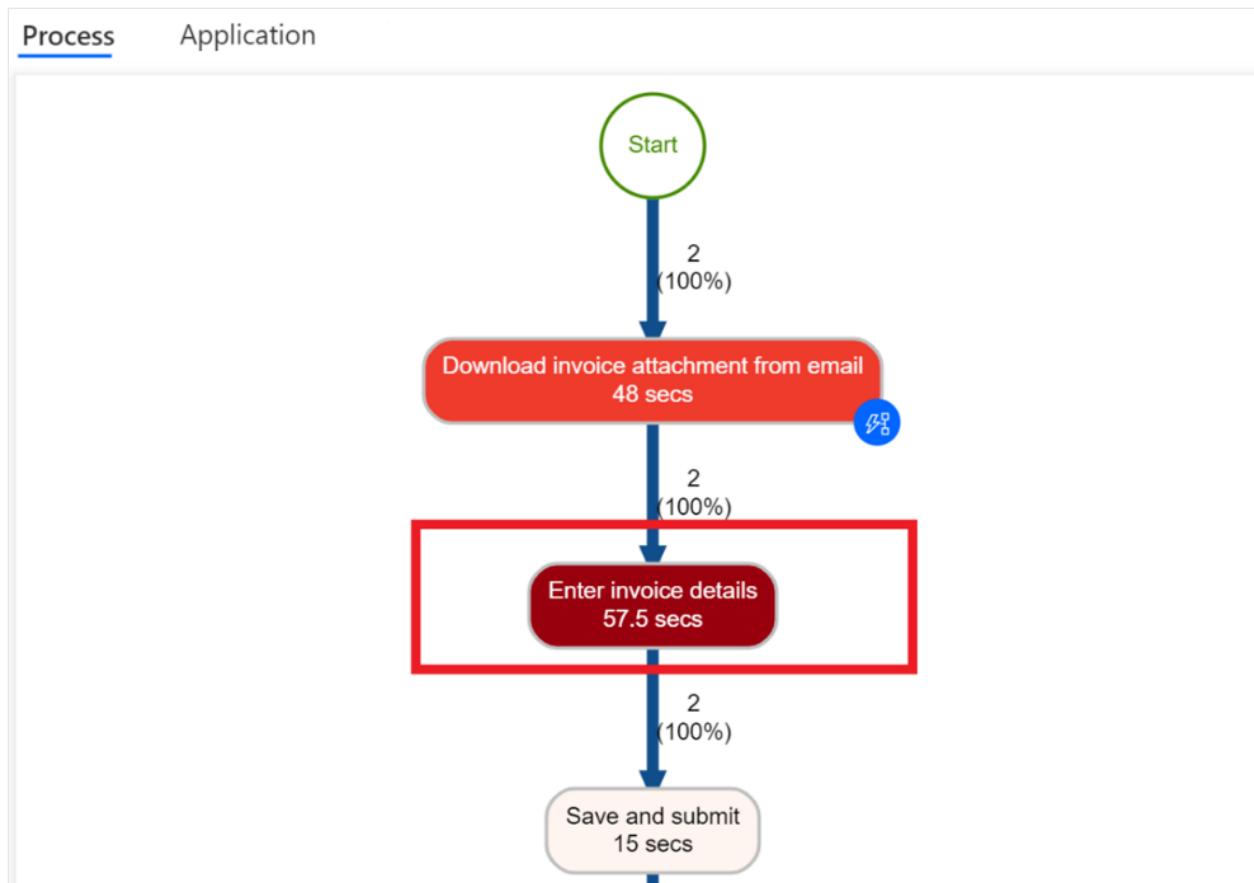 Process Application
Start
2
(100%)
Download invoice attachment from email
48 secs
2
(100%)
Enter invoice details
57.5 secs
2
(100%)
Save and submit
15 secs